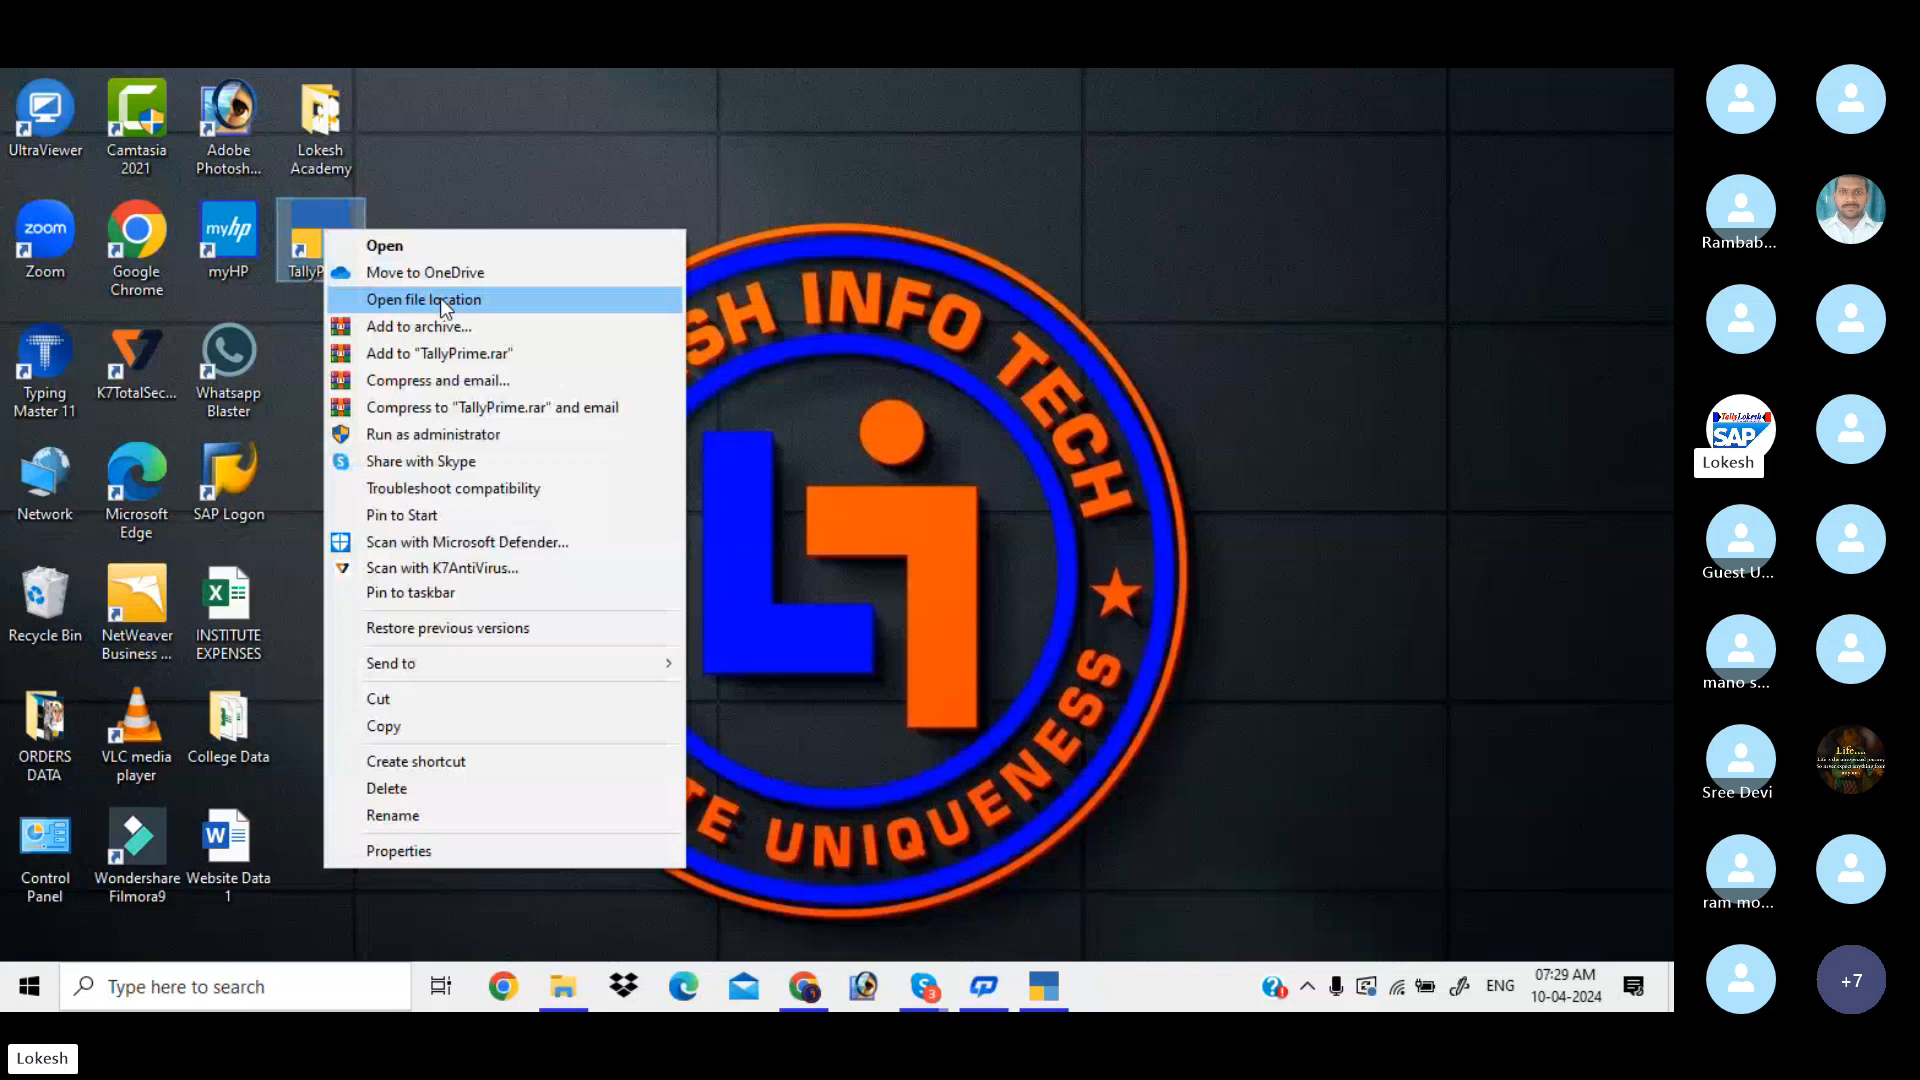 UltraViewer
Camtasia
2021
Adobe
Photosh...
Lokesh
Academy
zoom
Zoom
Google
Chrome
myhp
myHP
TallyP
Typing
Master 11
K7TotalSec...
Whatsapp
Blaster
Network
Microsoft
Edge
SAP Logon
Recycle Bin
NetWeaver
Business ...
INSTITUTE
EXPENSES
ORDERS
DATA
VLC media
player
College Data
Control
Panel
Wondershare
Filmora9
Website Data
1
Open
Move to OneDrive
Open file location
Add to archive...
Add to "TallyPrime.rar"
Compress and email...
Compress to "TallyPrime.rar" and email
Run as administrator
Share with Skype
Troubleshoot compatibility
Pin to Start
Scan with Microsoft Defender...
Scan with K7AntiVirus...
Pin to taskbar
Restore previous versions
Send to
Cut
Copy
Create shortcut
Delete
Rename
Properties
SH INFO TECH
TE UNIQUENESS
Type here to search
3
ENG
07:29 AM
10-04-2024
Rambab...
TallyLokesh
SAP
Lokesh
Guest U...
mano s...
Sree Devi
Life....
ram mo...
+7
Lokesh